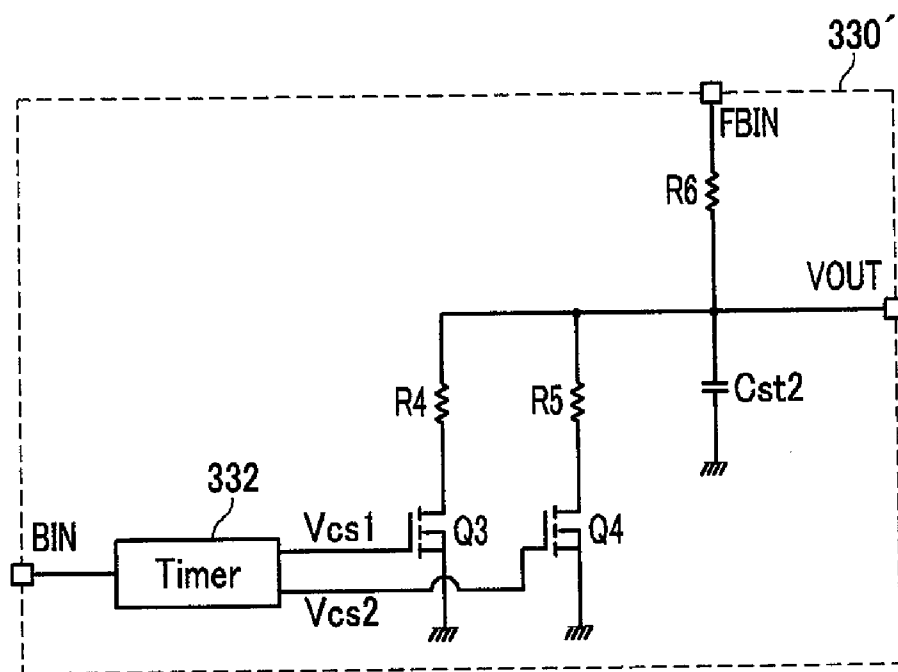 330´
FBIN
R6
VOUT
R4
R5
Cst2
332
BIN
Vcs1
Q3
Q4
Timer
Vcs2